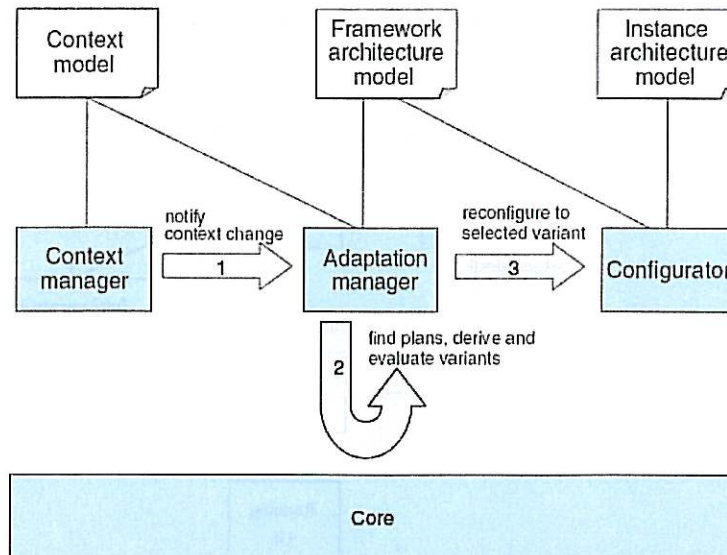 Context
model
Framework
architecture
model
Instance
architecture
model
notify
context change
reconfigure to
selected variant
Context
manager
1
Adaptation
manager
3
Configurator
find plans, derive and
evaluate variants
2
Core